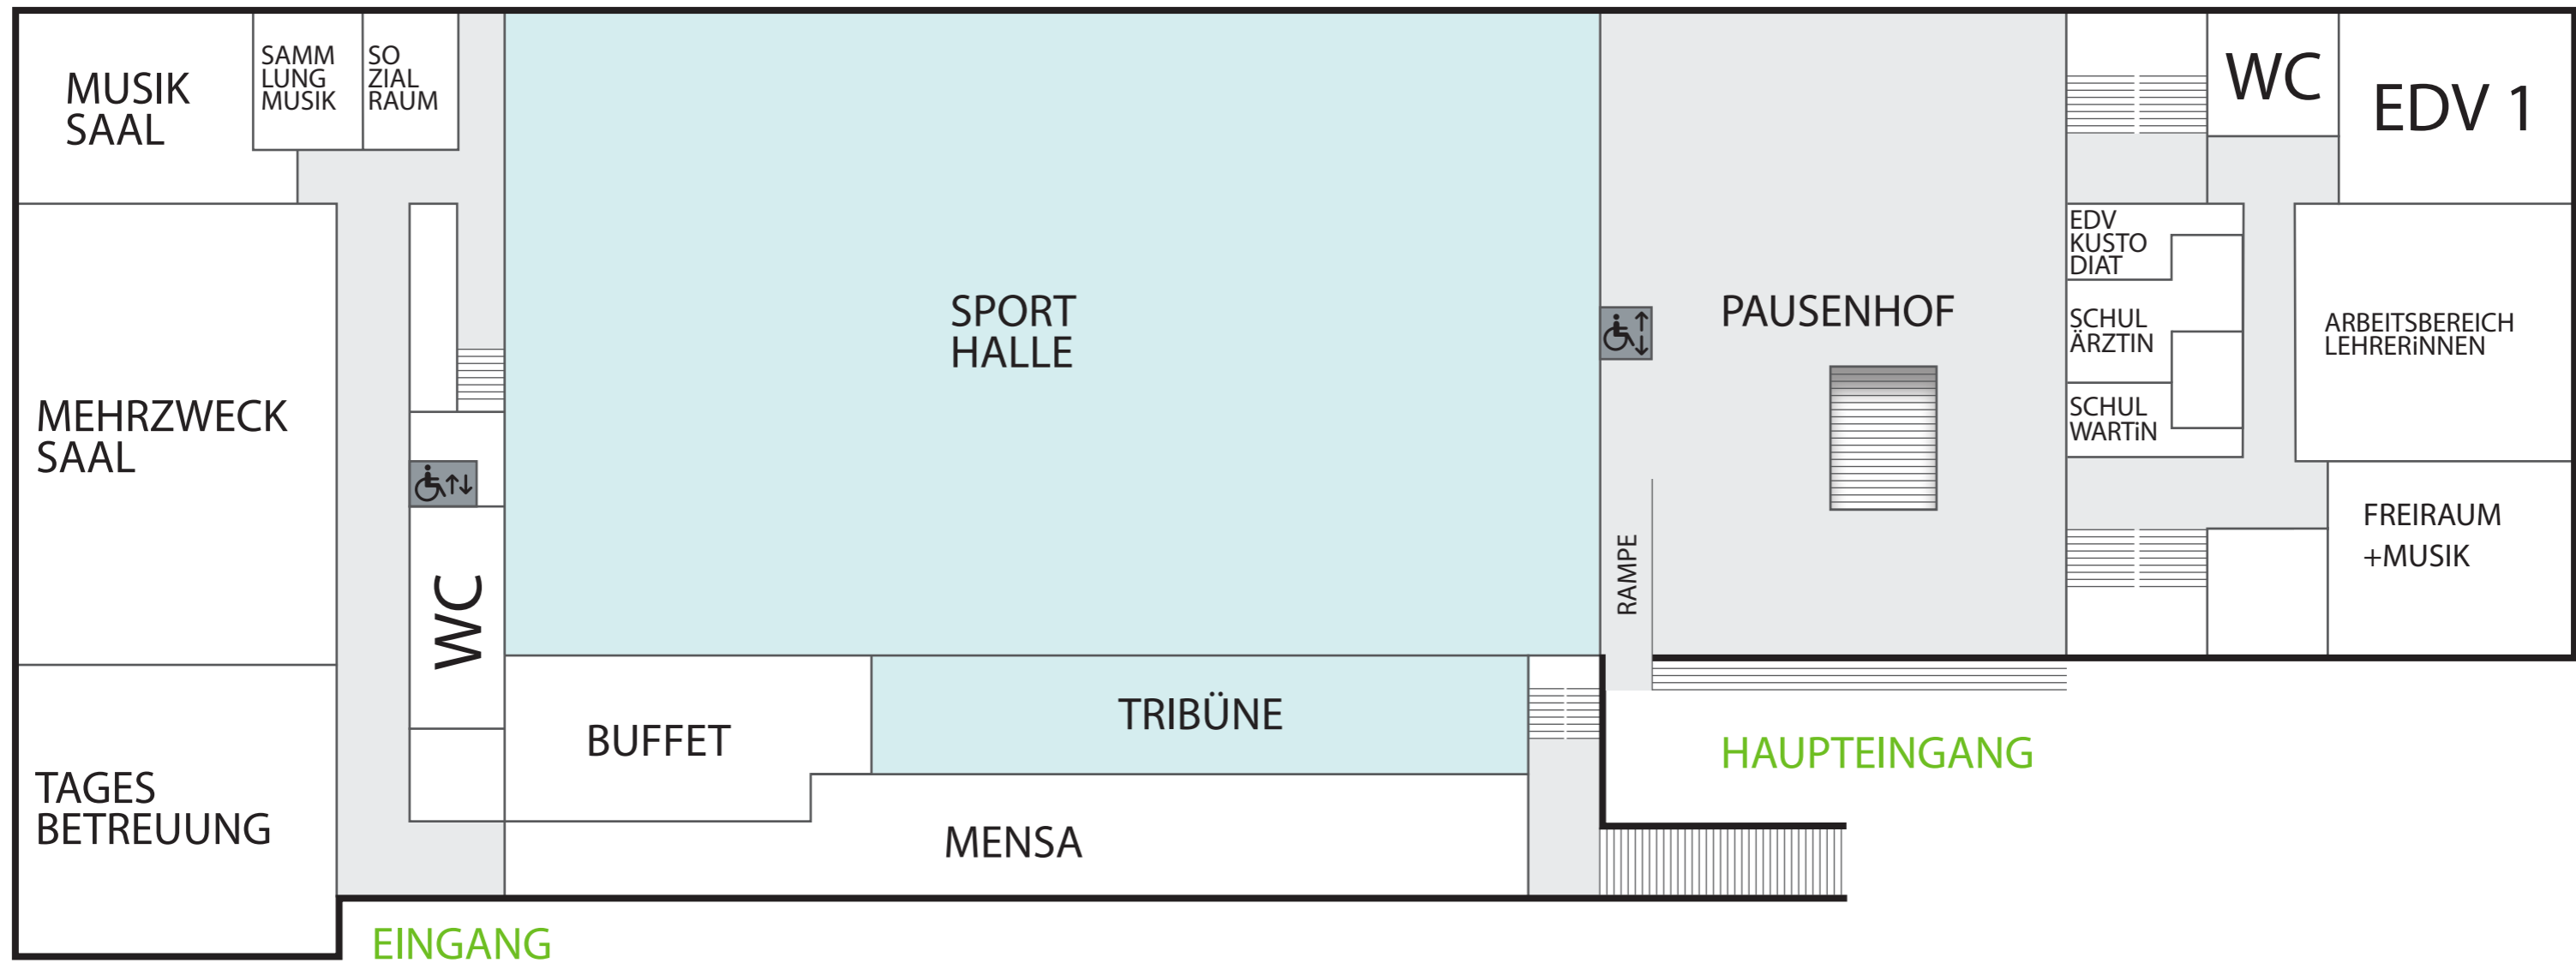 MUSIK
SAAL
SAMM
LUNG
MUSIK
SO
ZIAL
RAUM
WC
EDV 1
EDV
KUSTO
DIAT
SPORT
HALLE
PAUSENHOF
SCHUL
ÄRZTIN
ARBEITSBEREICH
LEHRERiNNEN
MEHRZWECK
SAAL
SCHUL
WARTiN
FREIRAUM
+MUSIK
RAMPE
WC
TRIBÜNE
BUFFET
HAUPTEINGANG
TAGES
BETREUUNG
MENSA
EINGANG